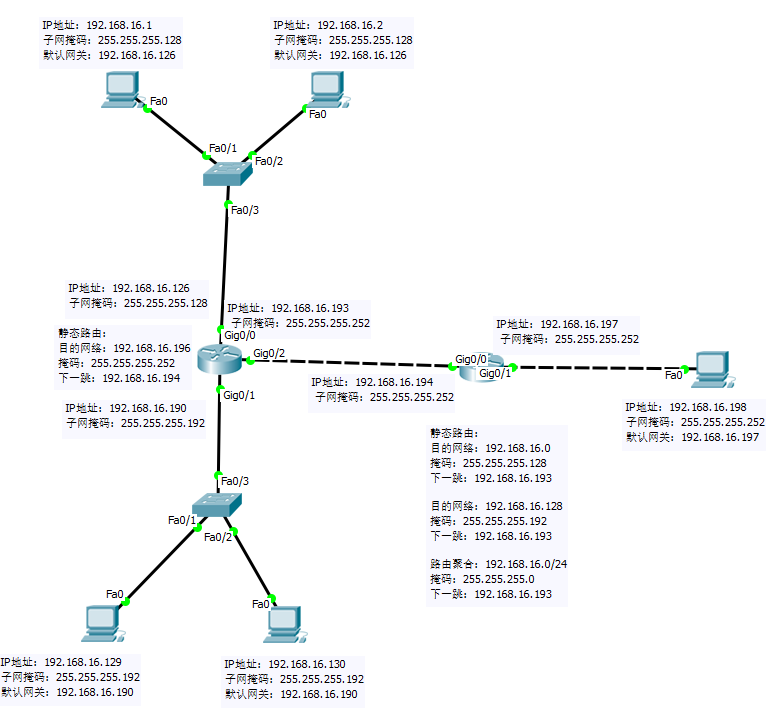 IP地址: 192.168.16.1
子网掩码: 255.255.255.128
默认网关: 192.168.16.126
IP地址: 192.168.16.2
子网掩码: 255.255.255.128
默认网关: 192.168.16.126
Fa0
Fa0
Fa0/1
Fa0/2
Fa0/3
IP地址: 192.168.16.126
子网掩码: 255.255.255.128
IP地址: 192.168.16.193
子网掩码: 255.255.255.252
静态路由:
目的网络: 192.168.16.196
掩码: 255.255.255.252
下一跳: 192.168.16.194
Gig0/0
Gig0/2
Gig0/1
IP地址: 192.168.16.190
子网掩码: 255.255.255.192
IP地址: 192.168.16.194
子网掩码: 255.255.255.252
IP地址: 192.168.16.197
子网掩码: 255.255.255.252
Gig0/0
Gig0/1
Fa0
IP地址: 192.168.16.198
子网掩码: 255.255.255.252
默认网关: 192.168.16.197
静态路由:
目的网络: 192.168.16.0
掩码: 255.255.255.128
下一跳: 192.168.16.193
目的网络: 192.168.16.128
掩码: 255.255.255.192
下一跳: 192.168.16.193
路由聚合: 192.168.16.0/24
掩码: 255.255.255.0
下一跳: 192.168.16.193
Fa0/3
Fa0/1
Fa0/2
Fa0
Fa0
IP地址: 192.168.16.129
子网掩码: 255.255.255.192
默认网关: 192.168.16.190
IP地址: 192.168.16.130
子网掩码: 255.255.255.192
默认网关: 192.168.16.190